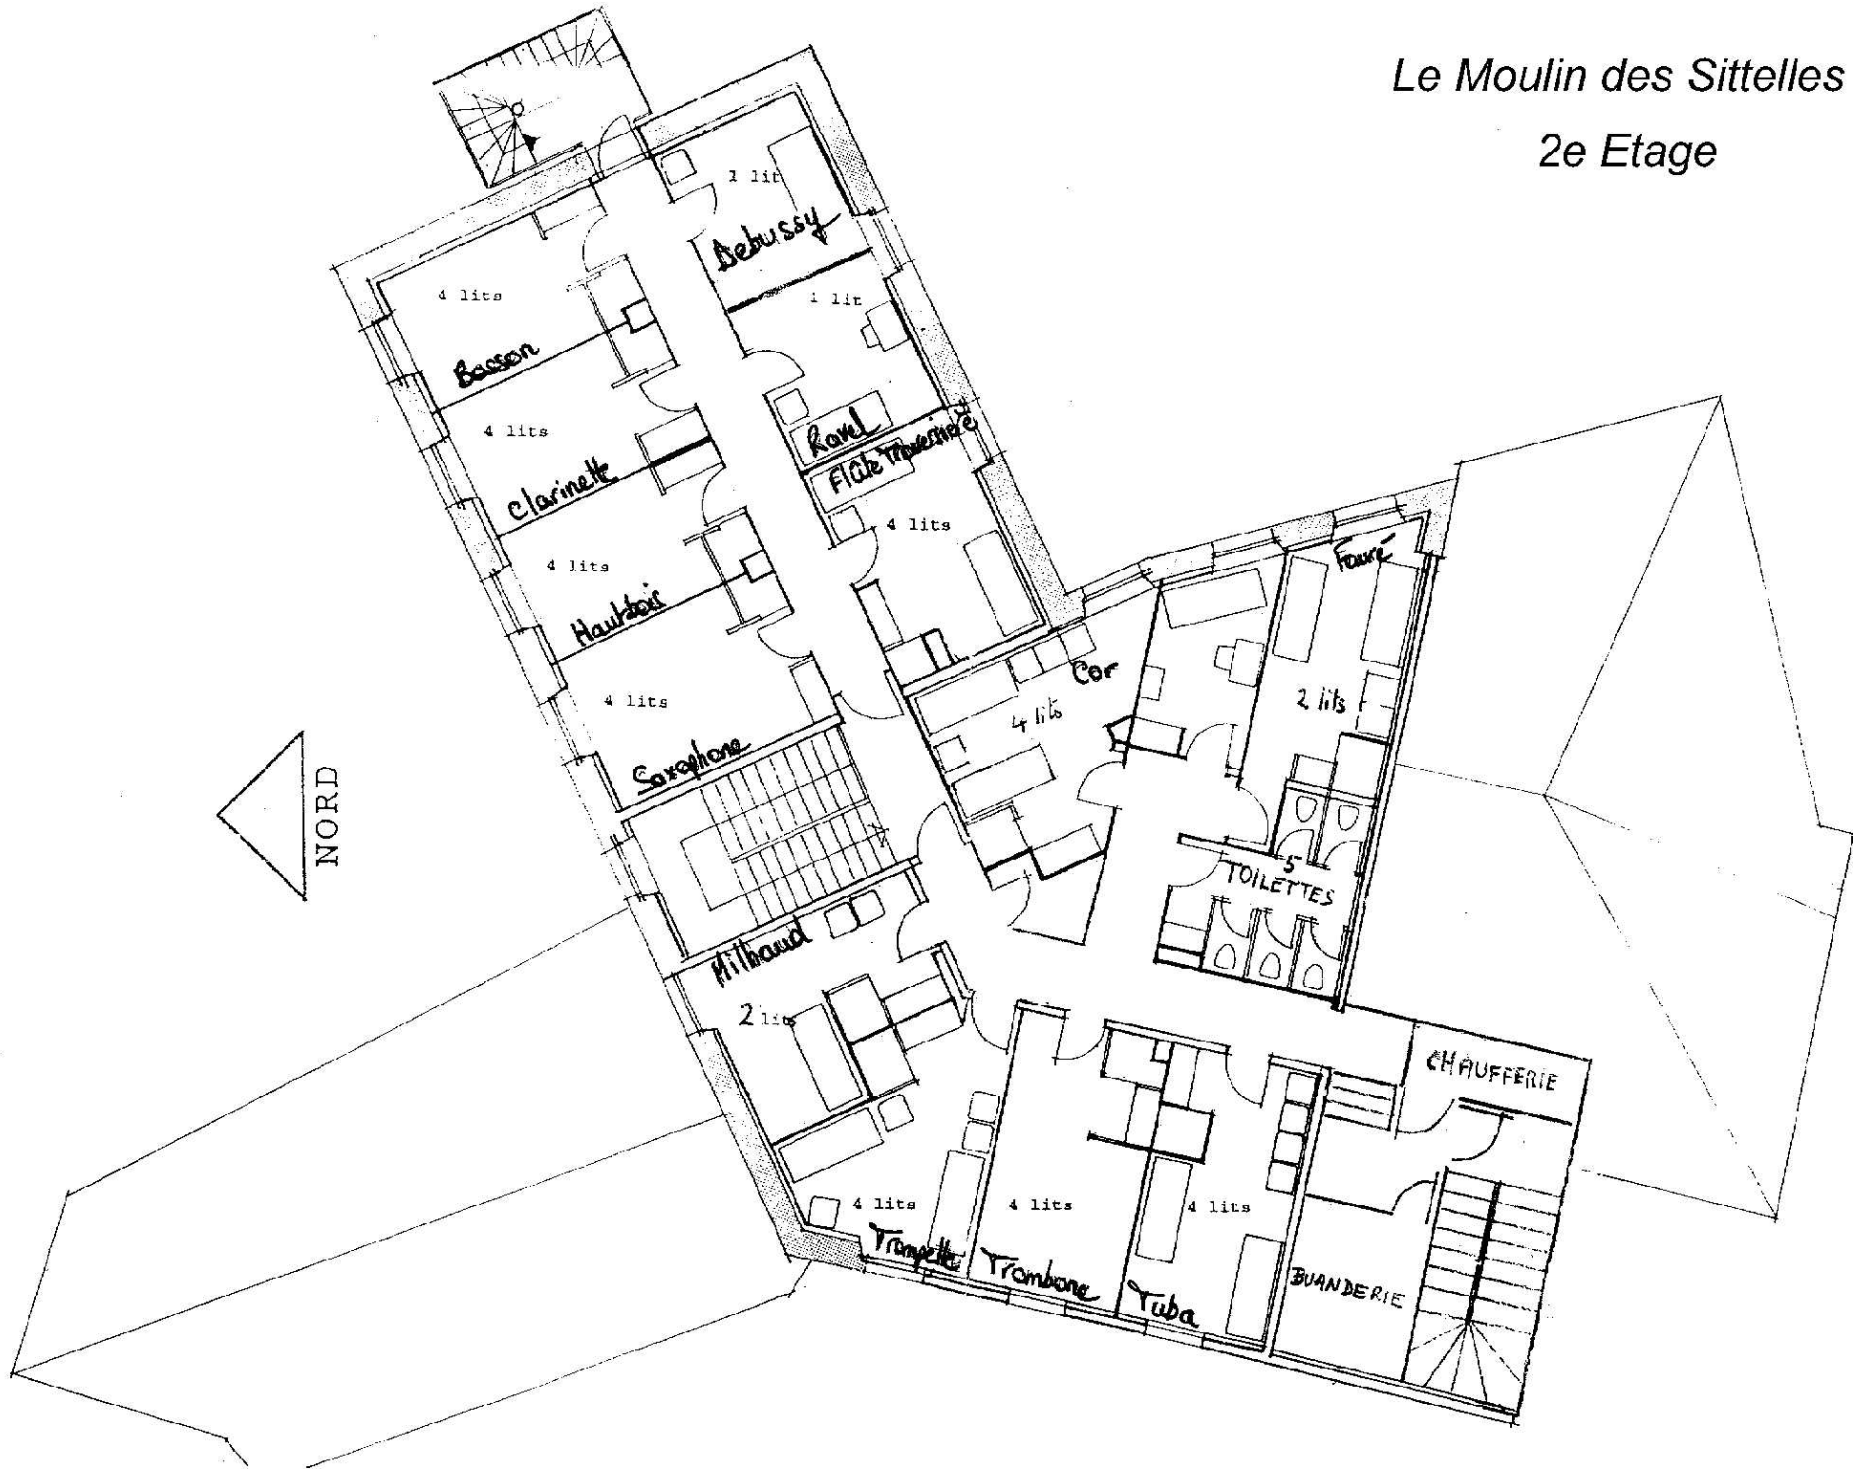 Le Moulin des Sittelles
2e Etage
1 lit
Debussy
4 lits
Basson
1 lit
Ravel
4 lits
Clarinette
Flûte Traversière
4 lits
4 lits
Hautbois
Fauré
2 lits
4 lits
Saxophone
Cor
4 lits
NORD
5
TOILETTES
Milhaud
2 lits
CHAUFFERIE
4 lits
Trompette
4 lits
Trombone
4 lits
Tuba
BUANDERIE